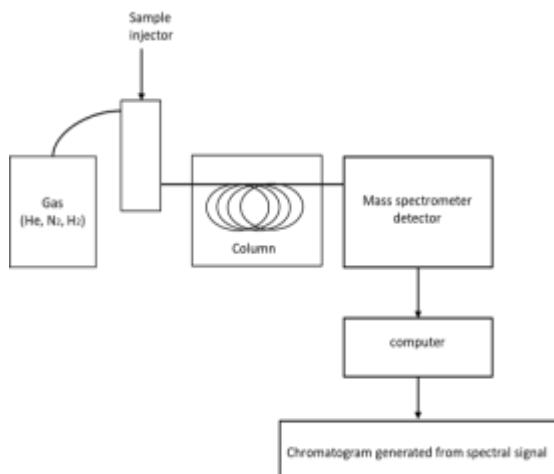 Sample
injector
Gas
(He, N₂, H₂)
Column
Mass spectrometer
detector
computer
Chromatogram generated from spectral signal